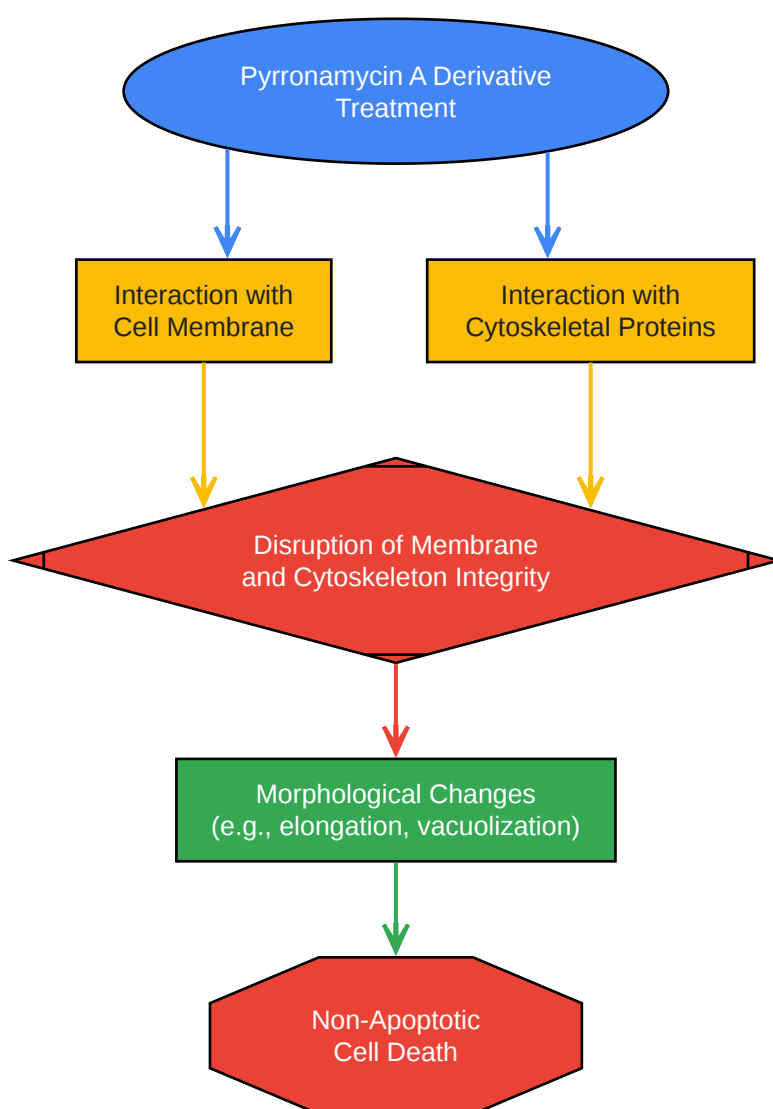 Pyrronamycin A Derivative
Treatment
Interaction with
Cell Membrane
Interaction with
Cytoskeletal Proteins
Disruption of Membrane
and Cytoskeleton Integrity
Morphological Changes
(e.g., elongation, vacuolization)
Non-Apoptotic
Cell Death